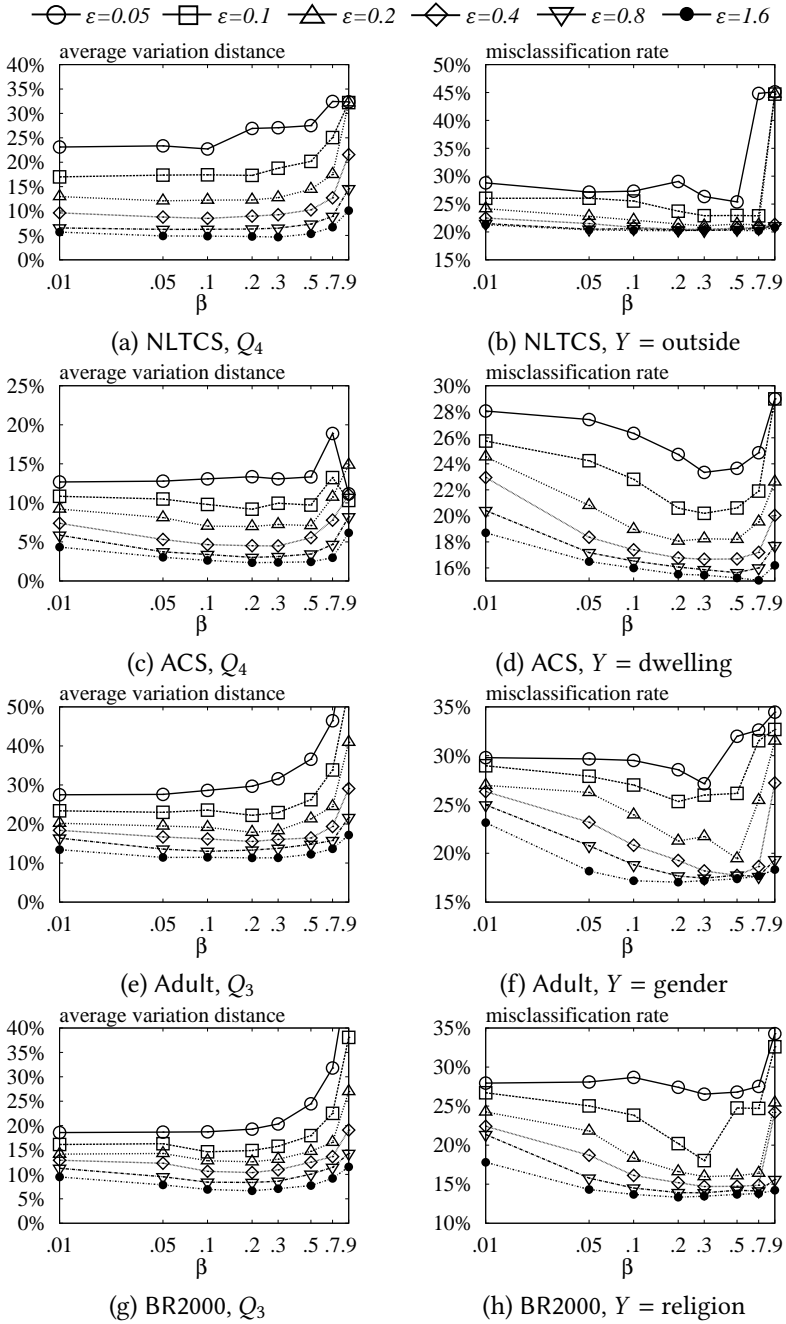 ε=0.05 ε=0.1 ε=0.2 ε=0.4 ε=0.8 ε=1.6
average variation distance
40%
35%
30%
25%
20%
15%
10%
5%
0%
.01 .05 .1 .2 .3 .5 .7 .9
β
(a) NLTCS, Q4
misclassification rate
50%
45%
40%
35%
30%
25%
20%
15%
.01 .05 .1 .2 .3 .5 .7 .9
β
(b) NLTCS, Y = outside
average variation distance
25%
20%
15%
10%
5%
0%
.01 .05 .1 .2 .3 .5 .7 .9
β
(c) ACS, Q4
misclassification rate
30%
28%
26%
24%
22%
20%
18%
16%
.01 .05 .1 .2 .3 .5 .7 .9
β
(d) ACS, Y = dwelling
average variation distance
50%
40%
30%
20%
10%
0%
.01 .05 .1 .2 .3 .5 .7 .9
β
(e) Adult, Q3
misclassification rate
35%
30%
25%
20%
15%
.01 .05 .1 .2 .3 .5 .7 .9
β
(f) Adult, Y = gender
average variation distance
40%
35%
30%
25%
20%
15%
10%
5%
0%
.01 .05 .1 .2 .3 .5 .7 .9
β
(g) BR2000, Q3
misclassification rate
35%
30%
25%
20%
15%
10%
.01 .05 .1 .2 .3 .5 .7 .9
β
(h) BR2000, Y = religion